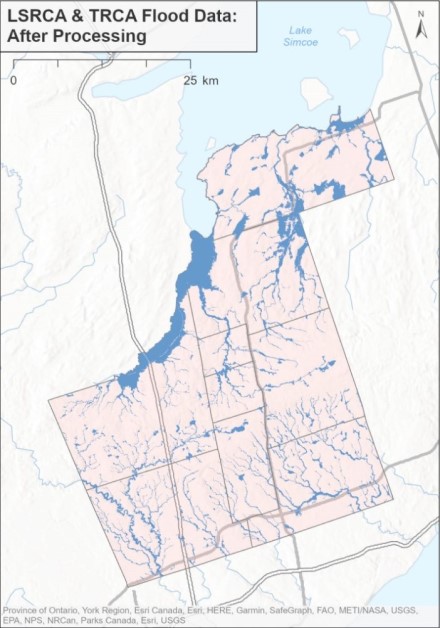 LSRCA & TRCA Flood Data:
After Processing
Lake
Simcoe
N
0 25 km
Province of Ontario, York Region, Esri Canada, Esri, HERE, Garmin, SafeGraph, FAO, METI/NASA, USGS,
EPA, NPS, NRCan, Parks Canada, Esri, USGS